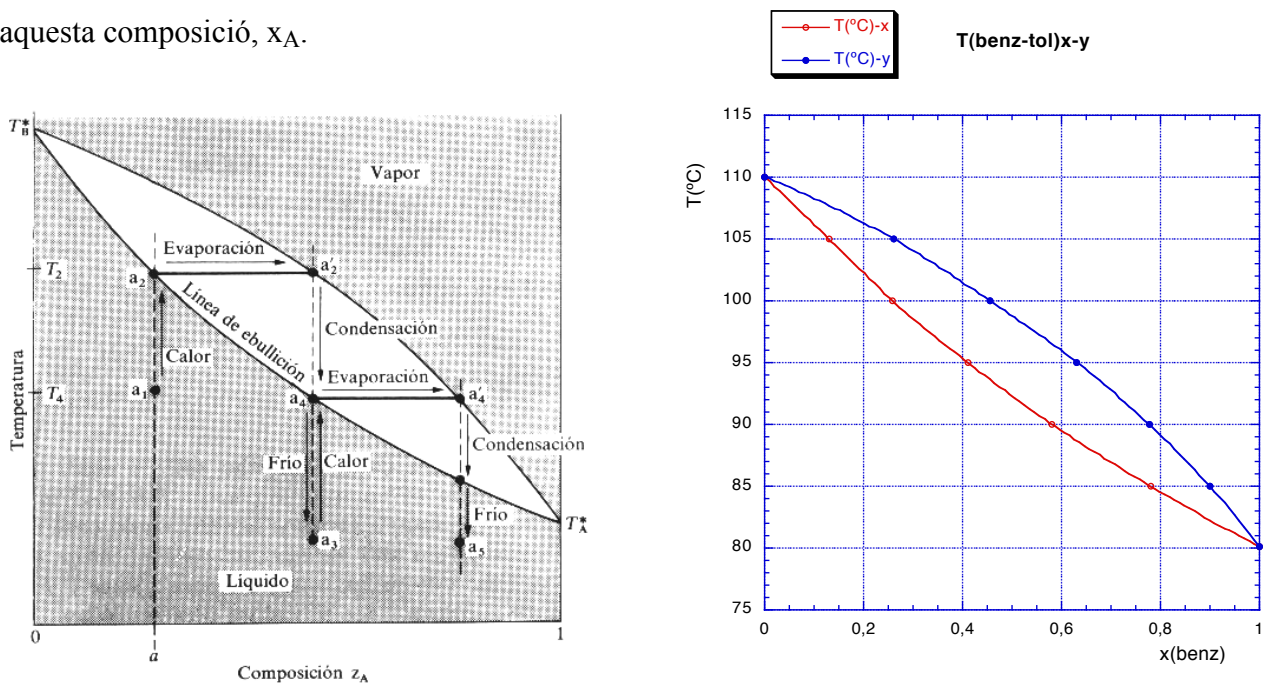 aquesta composició, xA.
T*B
Vapor
Evaporación
T2
a2
a'2
Línea de ebullición
Condensación
Calor
Evaporación
T4
a1
a4
a'4
Condensación
Frío
Calor
Frío
T*A
a3
a5
Líquido
Temperatura
0
1
a
Composición zA
T(ºC)-x
T(ºC)-y
T(benz-tol)x-y
T(ºC)
115
110
105
100
95
90
85
80
75
0
0,2
0,4
0,6
0,8
1
x(benz)